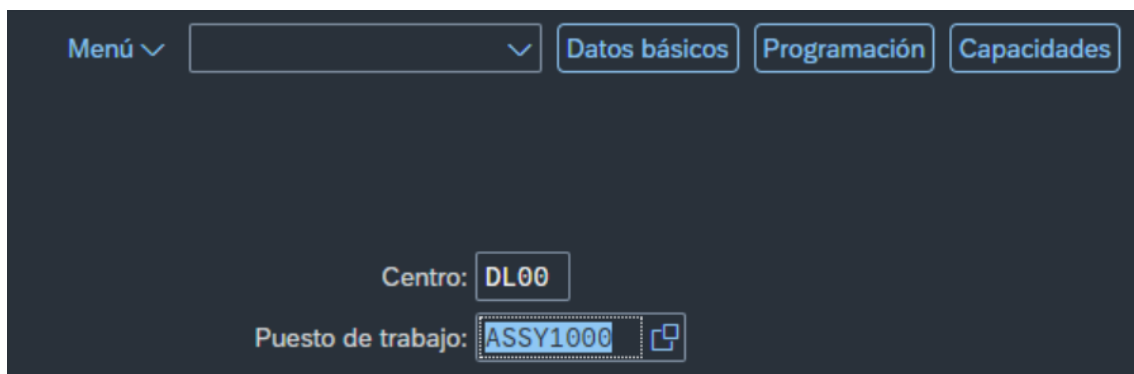 Menú Datos básicos Programación Capacidades
Centro: DL00
Puesto de trabajo: ASSY1000